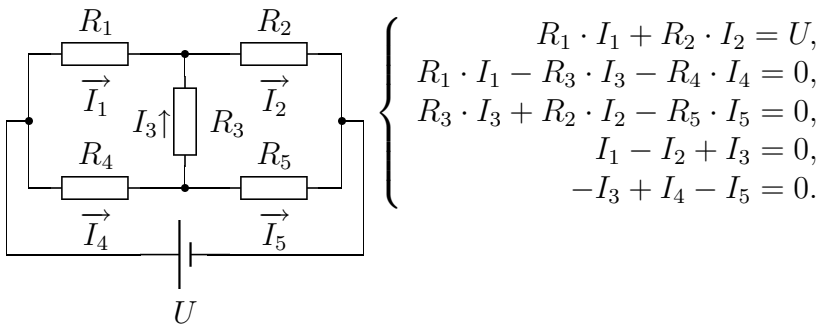 R₁ R₂
I₁→ I₂→
I₃↑ R₃
R₄ R₅
I₄→ I₅→
U
R₁ · I₁ + R₂ · I₂ = U,
R₁ · I₁ − R₃ · I₃ − R₄ · I₄ = 0,
R₃ · I₃ + R₂ · I₂ − R₅ · I₅ = 0,
I₁ − I₂ + I₃ = 0,
−I₃ + I₄ − I₅ = 0.